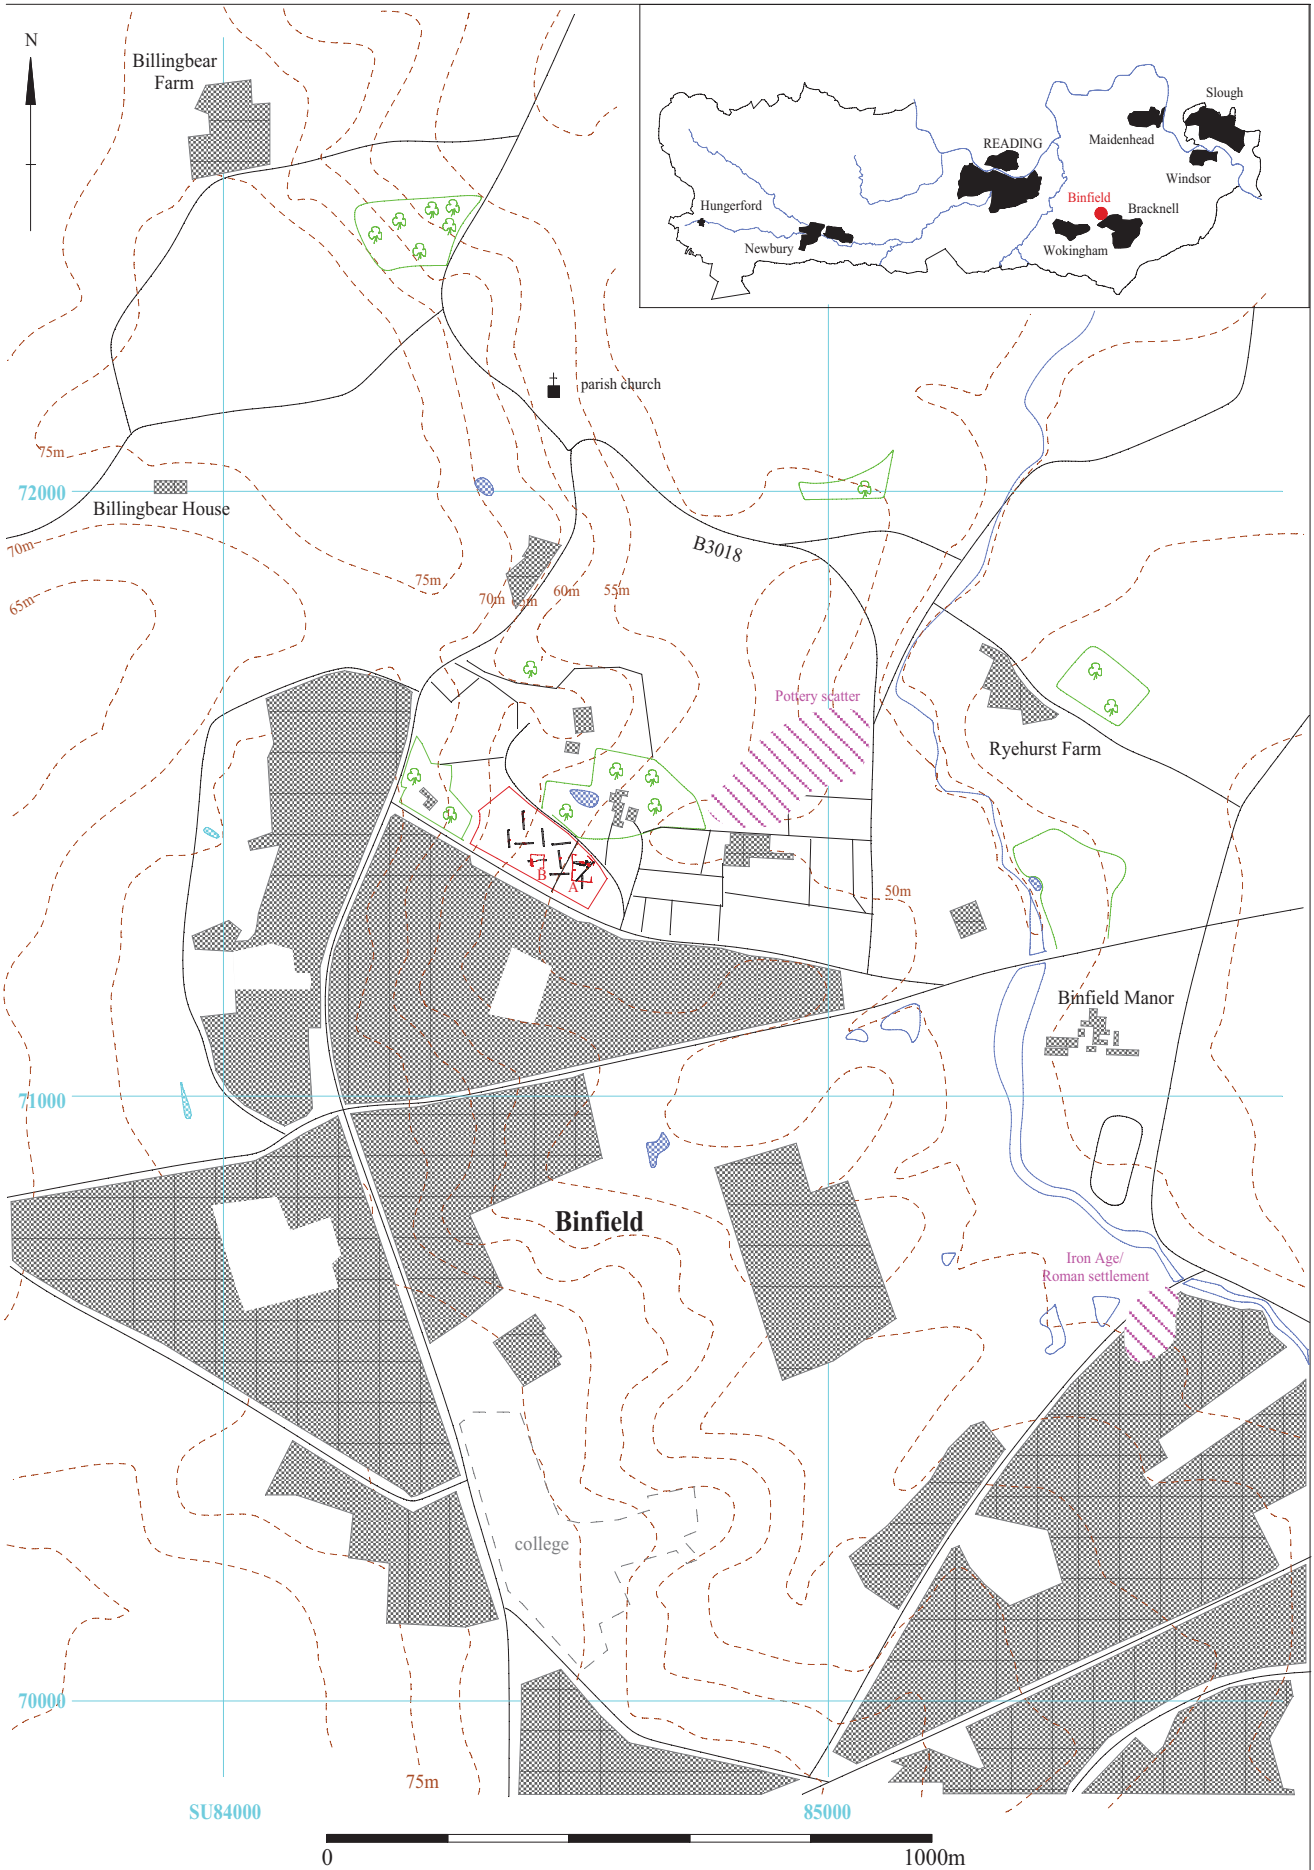 N
Billingbear
Farm
Slough
Maidenhead
READING
Windsor
Hungerford
Binfield
Bracknell
Newbury
Wokingham
parish church
75m
72000
Billingbear House
B3018
70m
75m
65m
70m
60m
55m
Pottery scatter
Ryehurst Farm
B
A
50m
Binfield Manor
71000
Binfield
Iron Age/
Roman settlement
college
70000
75m
SU84000
85000
0
1000m